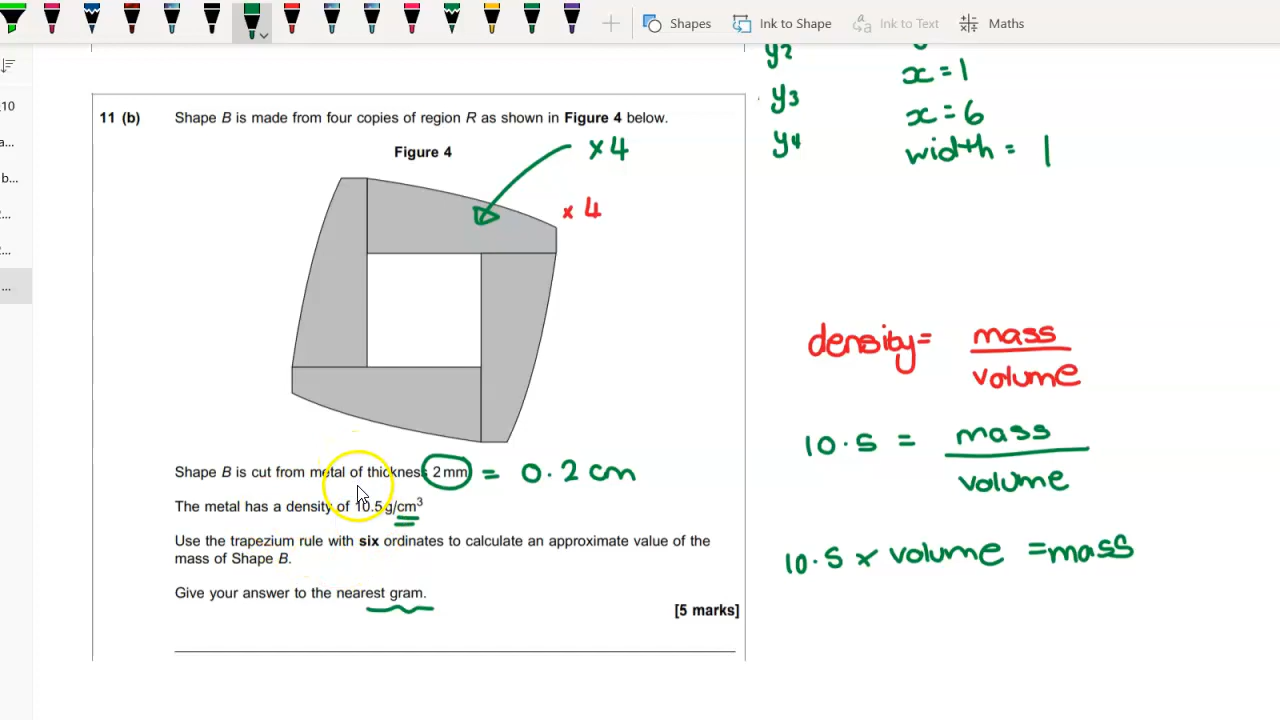 Shapes
Ink to Shape
Ink to Text
Maths
10
a...
b...
2...
2...
...
y2
x = 1
y3
x = 6
y4
width = 1
11 (b) Shape B is made from four copies of region R as shown in Figure 4 below.
Figure 4
x 4
x 4
density = mass
volume
10.5 = mass
volume
10.5 x volume = mass
Shape B is cut from metal of thickness 2 mm = 0.2 cm
The metal has a density of 10.5 g/cm³
Use the trapezium rule with six ordinates to calculate an approximate value of the
mass of Shape B.
Give your answer to the nearest gram.
[5 marks]